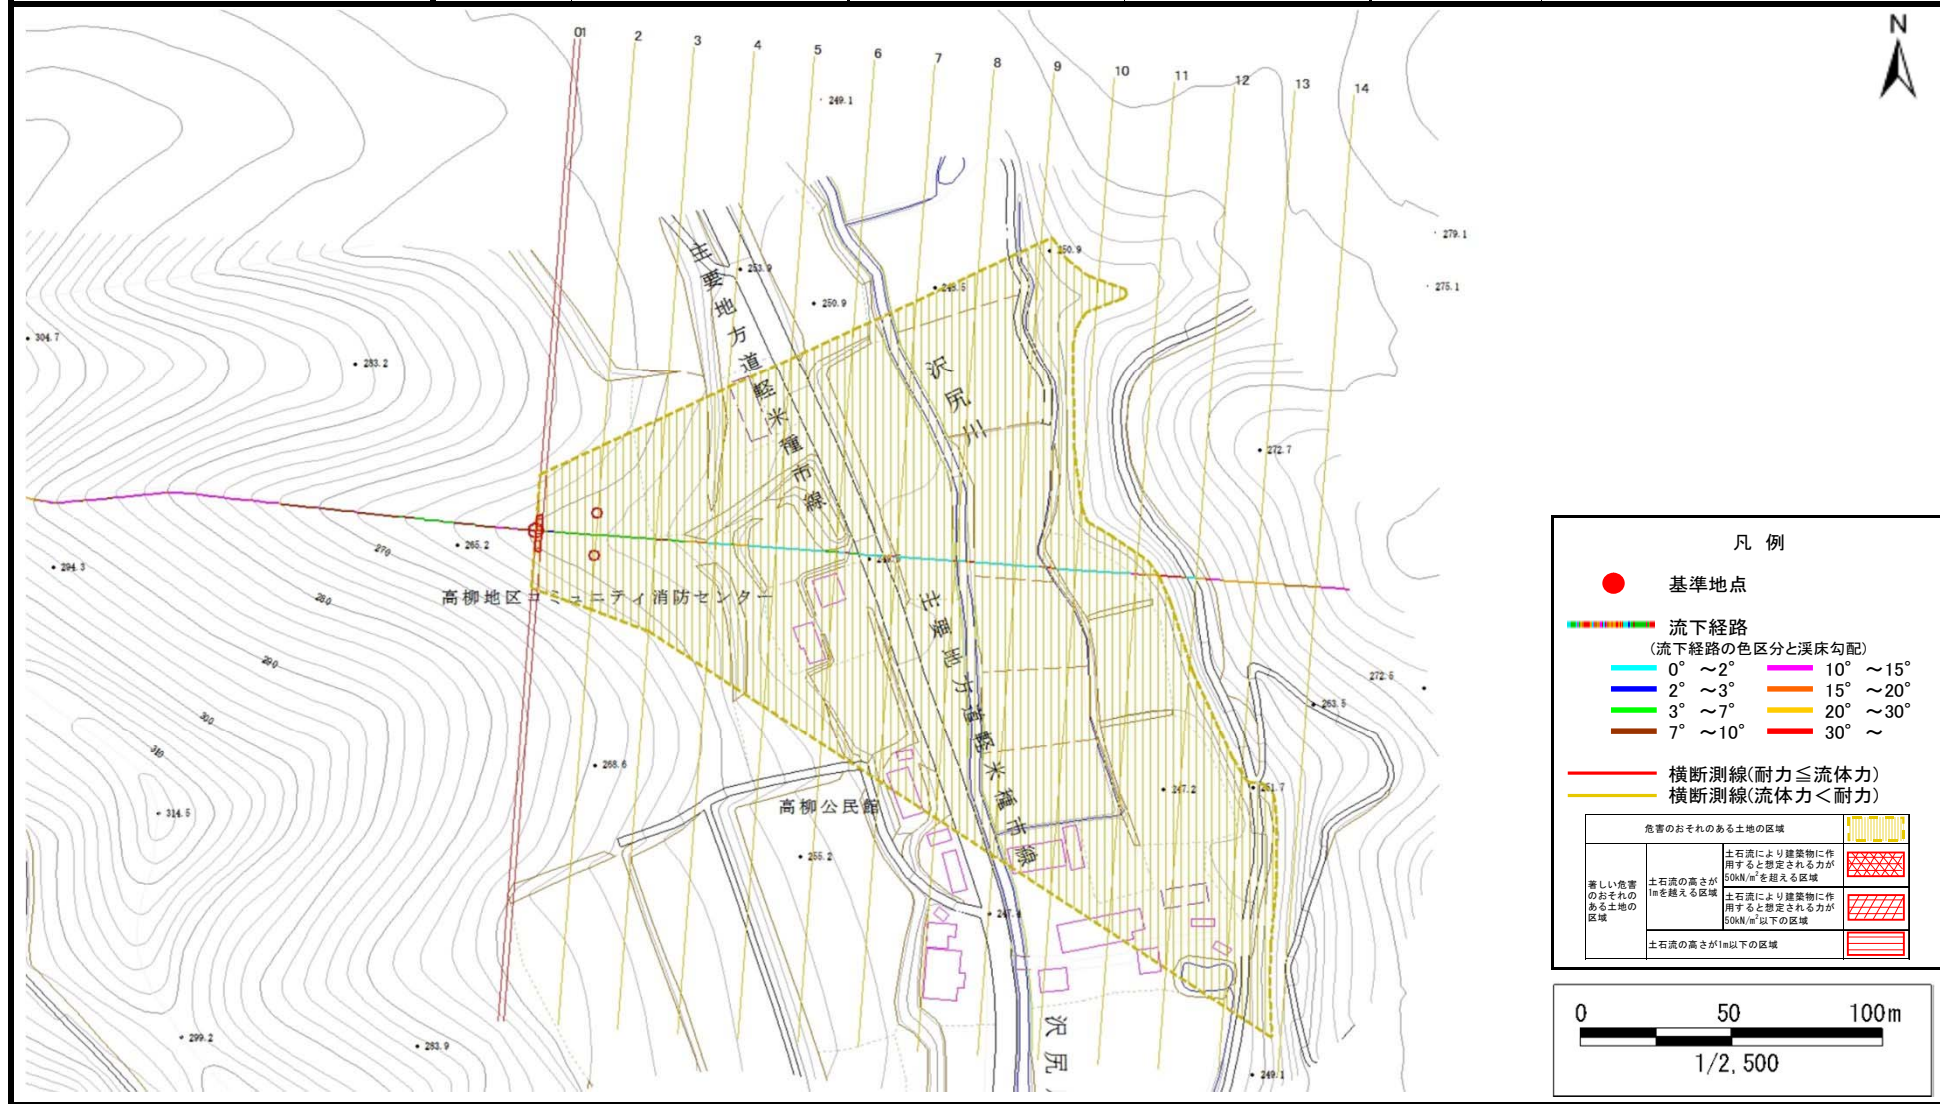 01
2
3
4
5
6
7
8
9
10
11
12
13
14
N
249.1
279.1
275.1
250.9
253.9
250.9
304.7
283.2
主要地方道軽米種市線
沢尻川
272.7
265.2
270
294.3
280
高柳地区コミュニティ消防センター
主要地方道軽米種市線
290
272.5
263.5
300
310
268.6
314.5
247.2
251.7
高柳公民館
255.2
247.4
沢尻
299.2
283.9
249.1
凡 例
基準地点
流下経路
(流下経路の色区分と渓床勾配)
0° ~2° 10° ~15°
2° ~3° 15° ~20°
3° ~7° 20° ~30°
7° ~10° 30° ~
横断測線(耐力≦流体力)
横断測線(流体力<耐力)
危害のおそれのある土地の区域
著しい危害
のおそれの
ある土地の
区域
土石流の高さが
1mを越える区域
土石流により建築物に作
用すると想定される力が
50kN/m²を超える区域
土石流により建築物に作
用すると想定される力が
50kN/m²以下の区域
土石流の高さが1m以下の区域
0 50 100m
1/2,500